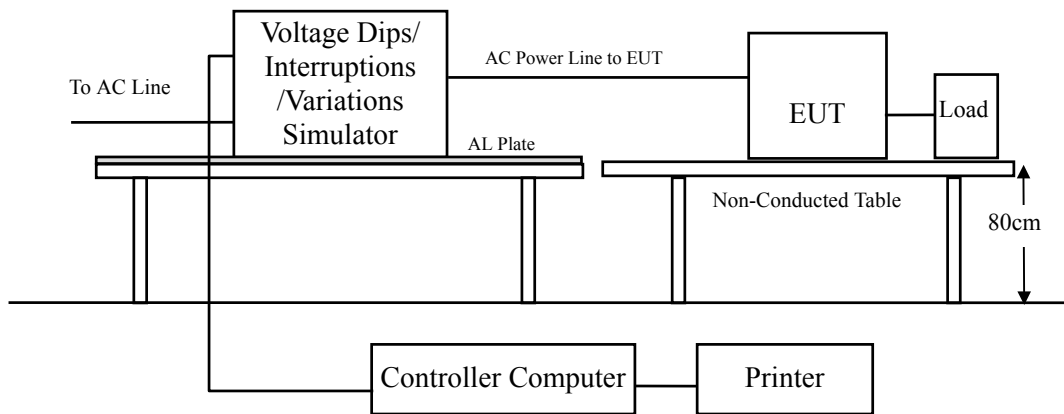 Voltage Dips/
Interruptions
/Variations
Simulator
AC Power Line to EUT
To AC Line
EUT
Load
AL Plate
Non-Conducted Table
80cm
Controller Computer
Printer